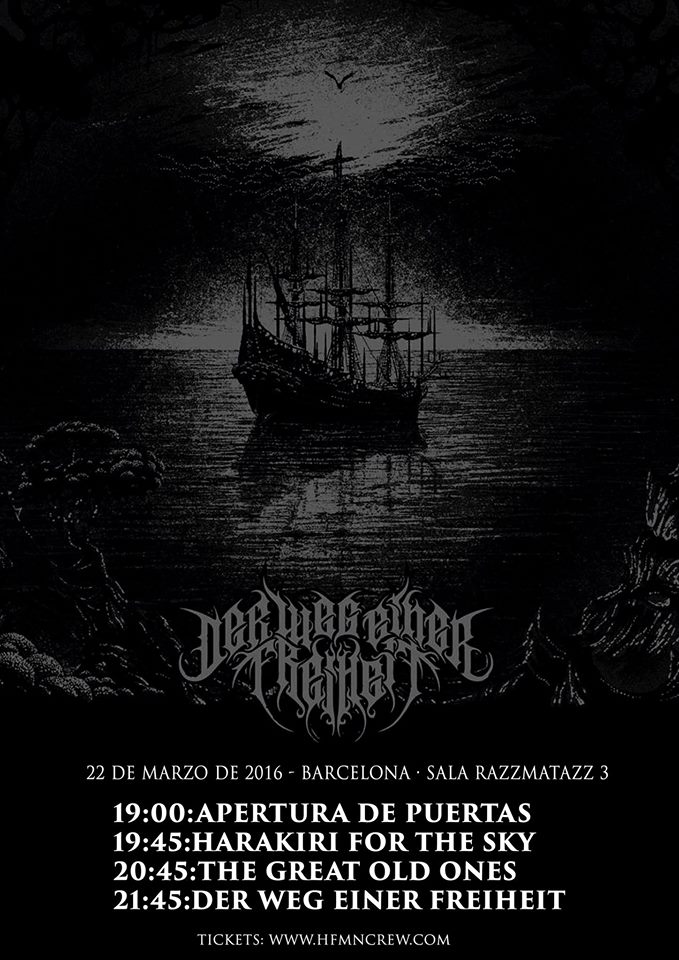 DER WEG EINER
FREIHEIT
22 DE MARZO DE 2016 - BARCELONA · SALA RAZZMATAZZ 3
19:00:APERTURA DE PUERTAS
19:45:HARAKIRI FOR THE SKY
20:45:THE GREAT OLD ONES
21:45:DER WEG EINER FREIHEIT
TICKETS: WWW.HFMNCREW.COM